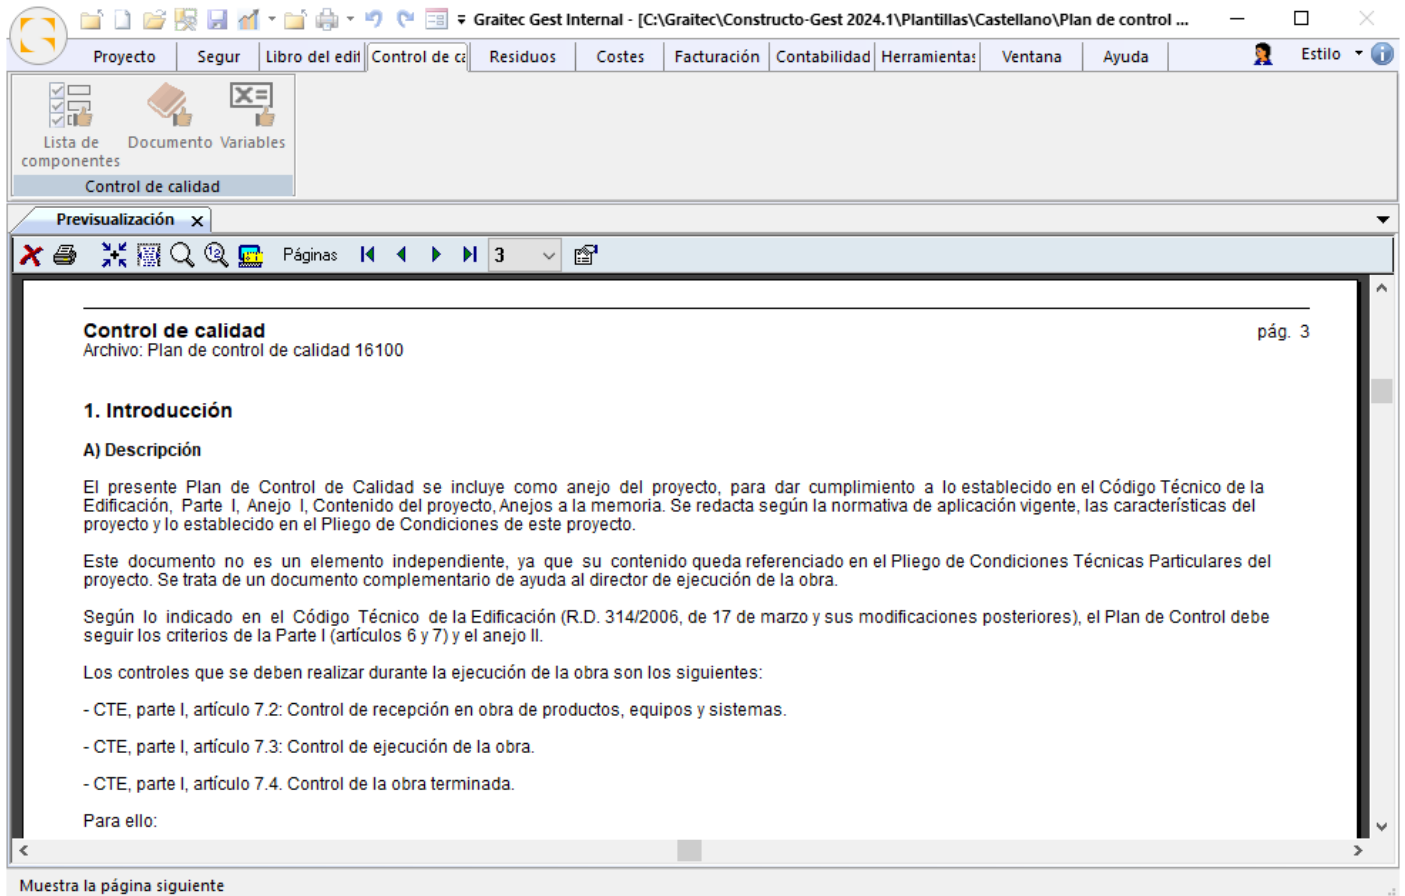 Graitec Gest Internal - [C:\Graitec\Constructo-Gest 2024.1\Plantillas\Castellano\Plan de control ...
Proyecto Segur Libro del edif Control de ca Residuos Costes Facturación Contabilidad Herramientas Ventana Ayuda Estilo
Lista de componentes
Documento
Variables
Control de calidad
Previsualización
Páginas 3
Control de calidad pág. 3
Archivo: Plan de control de calidad 16100
1. Introducción
A) Descripción
El presente Plan de Control de Calidad se incluye como anejo del proyecto, para dar cumplimiento a lo establecido en el Código Técnico de la
Edificación, Parte I, Anejo I, Contenido del proyecto, Anejos a la memoria. Se redacta según la normativa de aplicación vigente, las características del
proyecto y lo establecido en el Pliego de Condiciones de este proyecto.
Este documento no es un elemento independiente, ya que su contenido queda referenciado en el Pliego de Condiciones Técnicas Particulares del
proyecto. Se trata de un documento complementario de ayuda al director de ejecución de la obra.
Según lo indicado en el Código Técnico de la Edificación (R.D. 314/2006, de 17 de marzo y sus modificaciones posteriores), el Plan de Control debe
seguir los criterios de la Parte I (artículos 6 y 7) y el anejo II.
Los controles que se deben realizar durante la ejecución de la obra son los siguientes:
- CTE, parte I, artículo 7.2: Control de recepción en obra de productos, equipos y sistemas.
- CTE, parte I, artículo 7.3: Control de ejecución de la obra.
- CTE, parte I, artículo 7.4. Control de la obra terminada.
Para ello:
Muestra la página siguiente